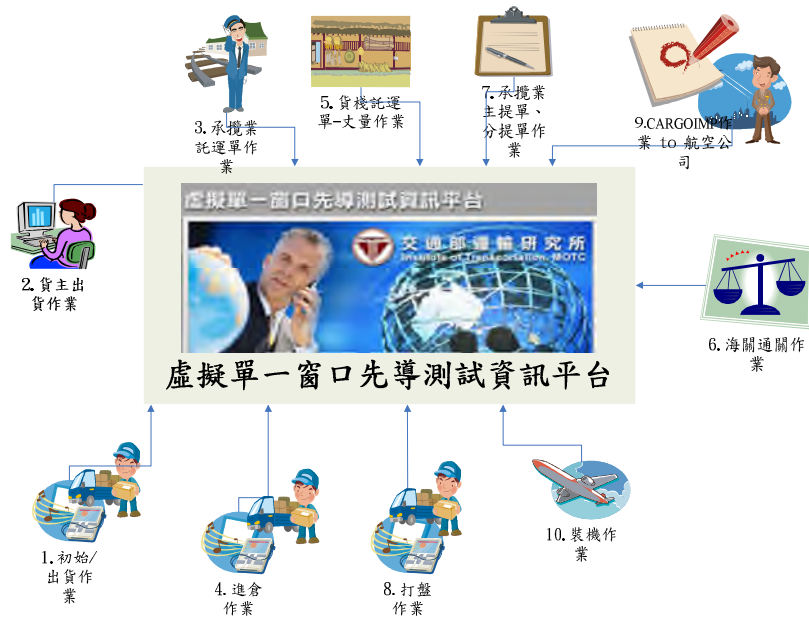 3.承攬業
託運單作
業
5.貨棧託運
單-丈量作業
7.承攬業
主提單、
分提單作
業
9.CARGOIMP作
業 to 航空公
司
2.貨主出
貨作業
虛擬單一窗口先導測試資訊平台
交通部運輸研究所
Institute of Transportation, MOTC
虛擬單一窗口先導測試資訊平台
6.海關通關作
業
1.初始/
出貨作
業
4.進倉
作業
8.打盤
作業
10.裝機作
業